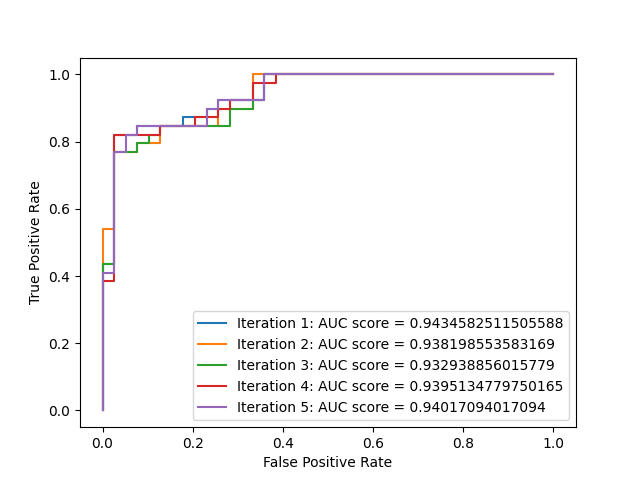 1.0
0.8
0.6
0.4
0.2
0.0
True Positive Rate
Iteration 1: AUC score = 0.9434582511505588
Iteration 2: AUC score = 0.938198553583169
Iteration 3: AUC score = 0.932938856015779
Iteration 4: AUC score = 0.9395134779750165
Iteration 5: AUC score = 0.94017094017094
0.0 0.2 0.4 0.6 0.8 1.0
False Positive Rate